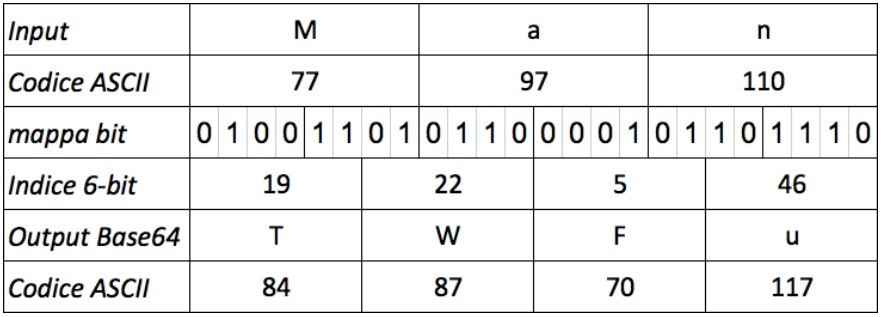 Input M a n
Codice ASCII 77 97 110
mappa bit 0 1 0 0 1 1 0 1 0 1 1 0 0 0 0 1 0 1 1 0 1 1 1 0
Indice 6-bit 19 22 5 46
Output Base64 T W F u
Codice ASCII 84 87 70 117